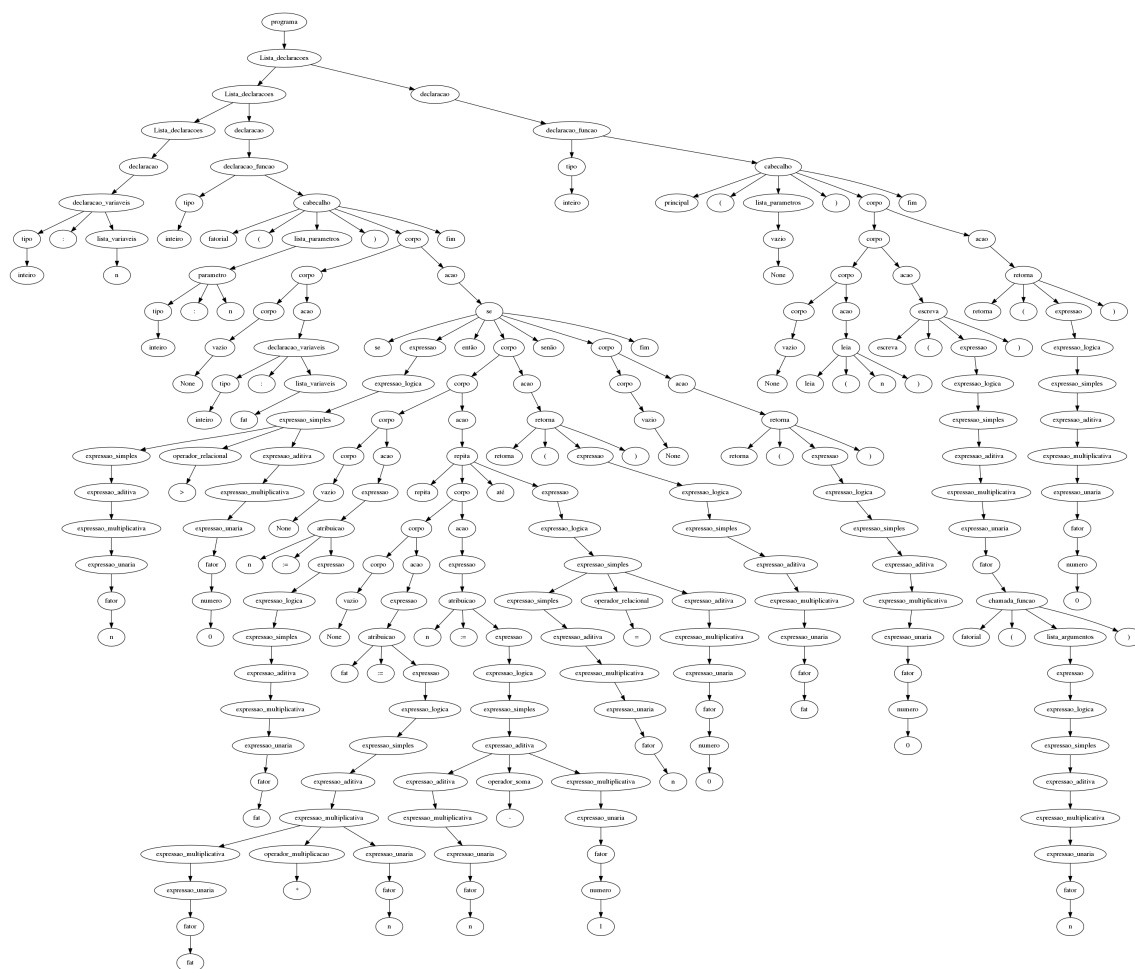 programa
Lista_declaracoes
Lista_declaracoes declaracao
Lista_declaracoes declaracao declaracao_funcao
declaracao declaracao_funcao tipo cabecalho
declaracao_variaveis tipo cabecalho inteiro principal ( lista_parametros ) corpo fim
tipo : lista_variaveis inteiro fatorial ( lista_parametros ) corpo fim vazio corpo acao
inteiro n parametro corpo acao None corpo acao retorna
tipo : n corpo acao se corpo acao escreva retorna ( expressao )
inteiro vazio declaracao_variaveis se expressao então corpo senão corpo fim vazio leia escreva ( expressao ) expressao_logica
None tipo : lista_variaveis expressao_logica corpo acao corpo acao None leia ( n ) expressao_logica expressao_simples
inteiro fat expressao_simples corpo acao retorna vazio retorna expressao_simples expressao_aditiva
expressao_simples operador_relacional expressao_aditiva corpo acao repita retorna ( expressao ) None retorna ( expressao ) expressao_aditiva expressao_multiplicativa
expressao_aditiva > expressao_multiplicativa vazio expressao repita corpo até expressao expressao_logica expressao_logica expressao_multiplicativa expressao_unaria
expressao_multiplicativa expressao_unaria None atribuicao corpo acao expressao_logica expressao_simples expressao_simples expressao_unaria fator
expressao_unaria fator n := expressao corpo acao expressao expressao_simples expressao_aditiva expressao_aditiva fator numero
fator numero expressao_logica vazio expressao atribuicao expressao_simples operador_relacional expressao_aditiva expressao_multiplicativa expressao_multiplicativa chamada_funcao 0
n 0 expressao_simples None atribuicao n := expressao expressao_aditiva = expressao_multiplicativa expressao_unaria expressao_unaria fatorial ( lista_argumentos )
expressao_aditiva fat := expressao expressao_logica expressao_multiplicativa expressao_unaria fator fator expressao
expressao_multiplicativa expressao_logica expressao_simples expressao_unaria fator fat numero expressao_logica
expressao_unaria expressao_simples expressao_aditiva fator numero 0 expressao_simples
fator expressao_aditiva expressao_aditiva operador_soma expressao_multiplicativa n 0 expressao_aditiva
fat expressao_multiplicativa expressao_multiplicativa - expressao_unaria expressao_multiplicativa
expressao_multiplicativa operador_multiplicacao expressao_unaria expressao_unaria fator expressao_unaria
expressao_unaria * fator fator numero fator
fator n n 1 n
fat